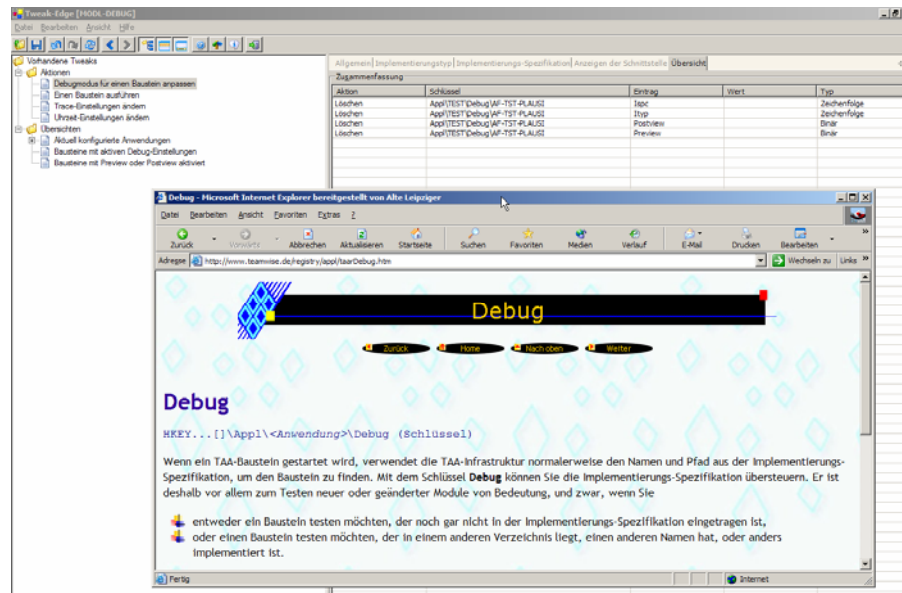 Tweak-Edge [MODL-DEBUG]
Datei Bearbeiten Ansicht Hilfe
Vorhandene Tweaks
Aktionen
Debugmodus für einen Baustein anpassen
Einen Baustein ausführen
Trace-Einstellungen ändern
Uhrzeit-Einstellungen ändern
Übersichten
Aktuell konfigurierte Anwendungen
Bausteine mit aktiven Debug-Einstellungen
Bausteine mit Preview oder Postview aktiviert
Allgemein Implementierungstyp Implementierungs-Spezifikation Anzeigen der Schnittstelle Übersicht
Zusammenfassung
Aktion Schlüssel Eintrag Wert Typ
Löschen Appl\TEST\Debug\AF-TST-PLAUSI Ispc Zeichenfolge
Löschen Appl\TEST\Debug\AF-TST-PLAUSI Ityp Zeichenfolge
Löschen Appl\TEST\Debug\AF-TST-PLAUSI Postview Binär
Löschen Appl\TEST\Debug\AF-TST-PLAUSI Preview Binär
Debug - Microsoft Internet Explorer bereitgestellt von Alte Leipziger
Datei Bearbeiten Ansicht Favoriten Extras ?
Zurück Vorwärts Abbrechen Aktualisieren Startseite Suchen Favoriten Medien Verlauf E-Mail Drucken Bearbeiten
Adresse http://www.teamwise.de/registry/appl/taarDebug.htm Wechseln zu Links
Debug
Zurück Home Nach oben Weiter
Debug
HKEY...[]\Appl\<Anwendung>\Debug (Schlüssel)
Wenn ein TAA-Baustein gestartet wird, verwendet die TAA-Infrastruktur normalerweise den Namen und Pfad aus der Implementierungs-
Spezifikation, um den Baustein zu finden. Mit dem Schlüssel Debug können Sie die Implementierungs-Spezifikation übersteuern. Er ist
deshalb vor allem zum Testen neuer oder geänderter Module von Bedeutung, und zwar, wenn Sie
entweder ein Baustein testen möchten, der noch gar nicht in der Implementierungs-Spezifikation eingetragen ist,
oder einen Baustein testen möchten, der in einem anderen Verzeichnis liegt, einen anderen Namen hat, oder anders
implementiert ist.
Fertig Internet